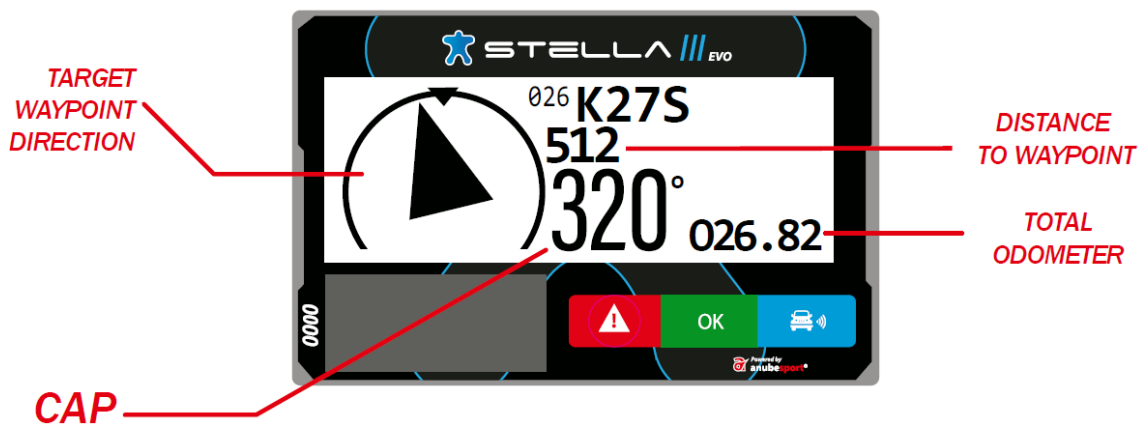 STELLA III EVO
TARGET
WAYPOINT
DIRECTION
026 K27S
512
320°
026.82
DISTANCE
TO WAYPOINT
TOTAL
ODOMETER
0000
OK
Powered by
anubesport®
CAP